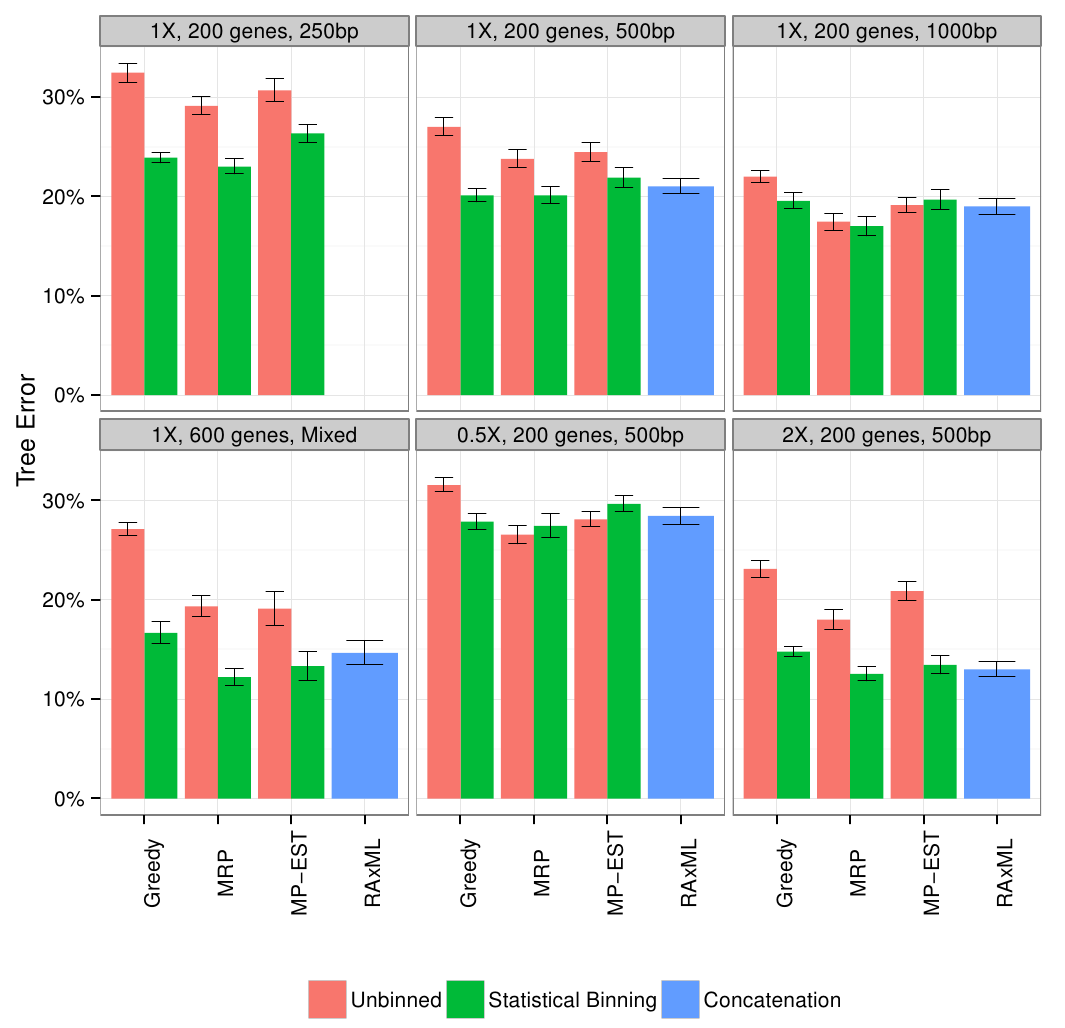 1X, 200 genes, 250bp
1X, 200 genes, 500bp
1X, 200 genes, 1000bp
30%
20%
10%
0%
Tree Error
1X, 600 genes, Mixed
0.5X, 200 genes, 500bp
2X, 200 genes, 500bp
30%
20%
10%
0%
Greedy
MRP
MP−EST
RAxML
Greedy
MRP
MP−EST
RAxML
Greedy
MRP
MP−EST
RAxML
Unbinned
Statistical Binning
Concatenation